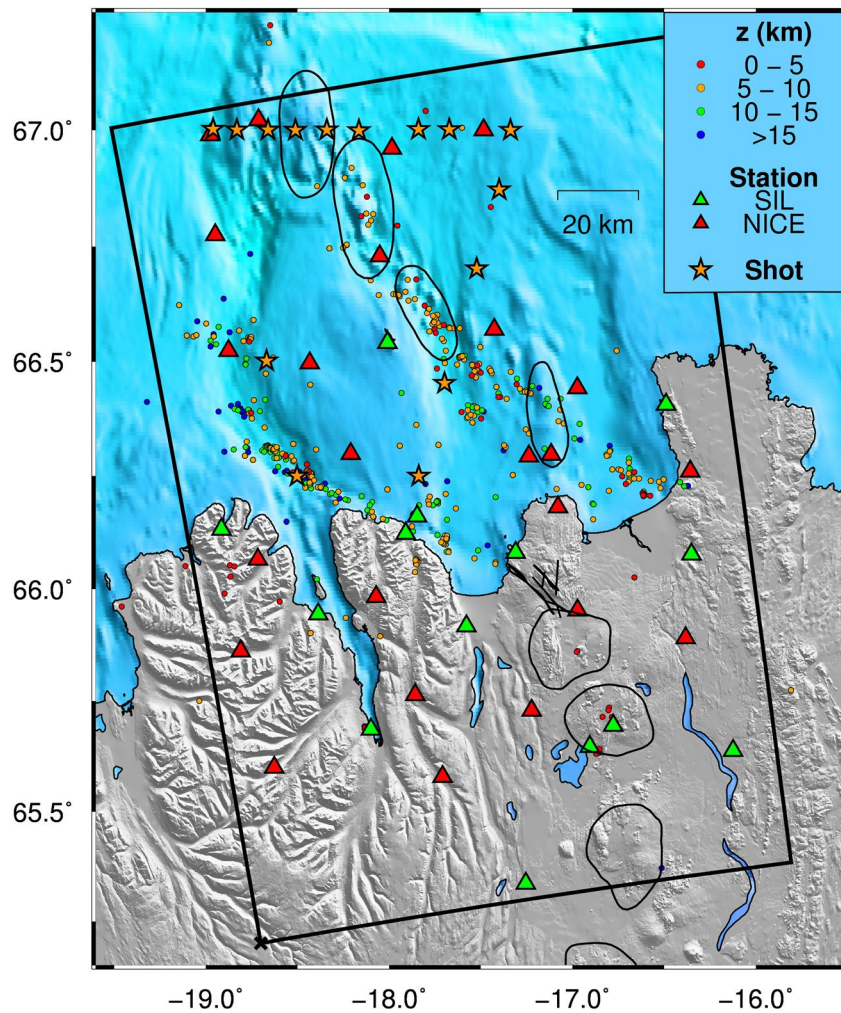 z (km)
0 – 5
5 – 10
10 – 15
>15
Station
SIL
NICE
Shot
20 km
67.0˚
66.5˚
66.0˚
65.5˚
−19.0˚ −18.0˚ −17.0˚ −16.0˚